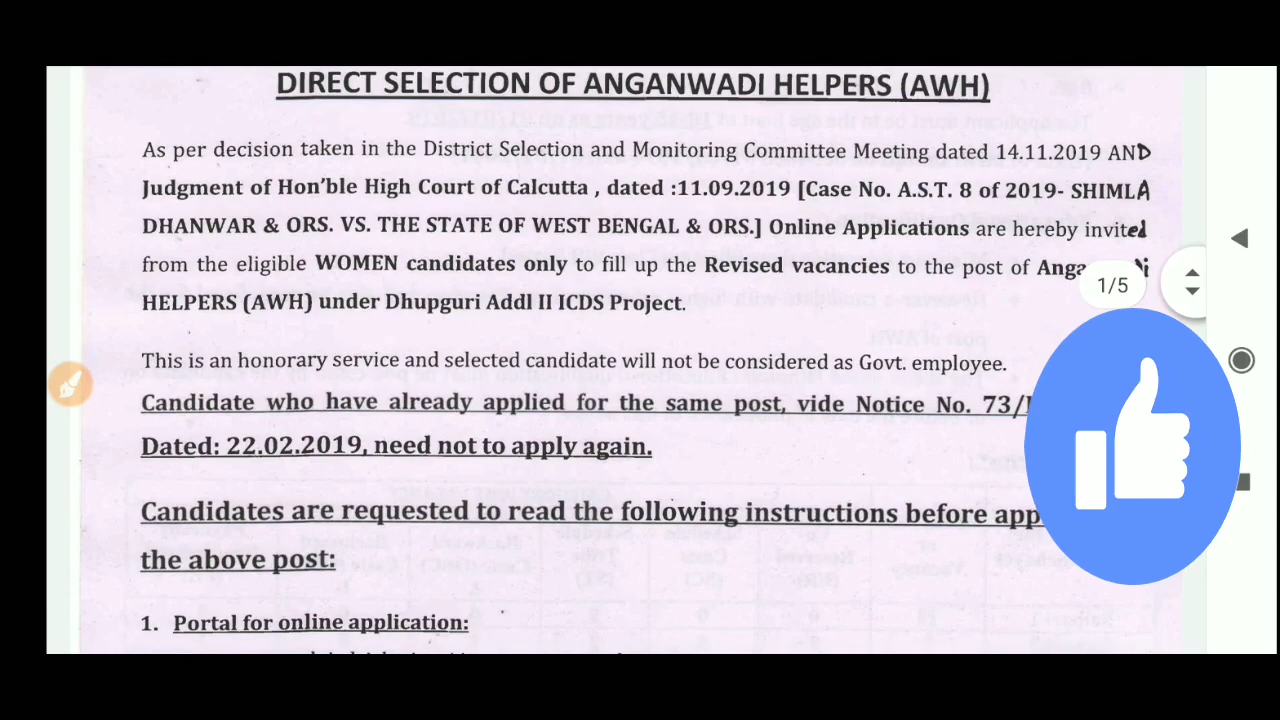 DIRECT SELECTION OF ANGANWADI HELPERS (AWH)
As per decision taken in the District Selection and Monitoring Committee Meeting dated 14.11.2019 AND
Judgment of Hon'ble High Court of Calcutta , dated :11.09.2019 [Case No. A.S.T. 8 of 2019- SHIMLA
DHANWAR & ORS. VS. THE STATE OF WEST BENGAL & ORS.] Online Applications are hereby invited
from the eligible WOMEN candidates only to fill up the Revised vacancies to the post of
1/5
HELPERS (AWH) under Dhupguri Addl II ICDS Project.
This is an honorary service and selected candidate will not be considered as Govt. employee.
Candidate who have already applied for the same post, vide Notice No. 73/
Dated: 22.02.2019, need not to apply again.
Candidates are requested to read the following instructions before
the above post:
1. Portal for online application: